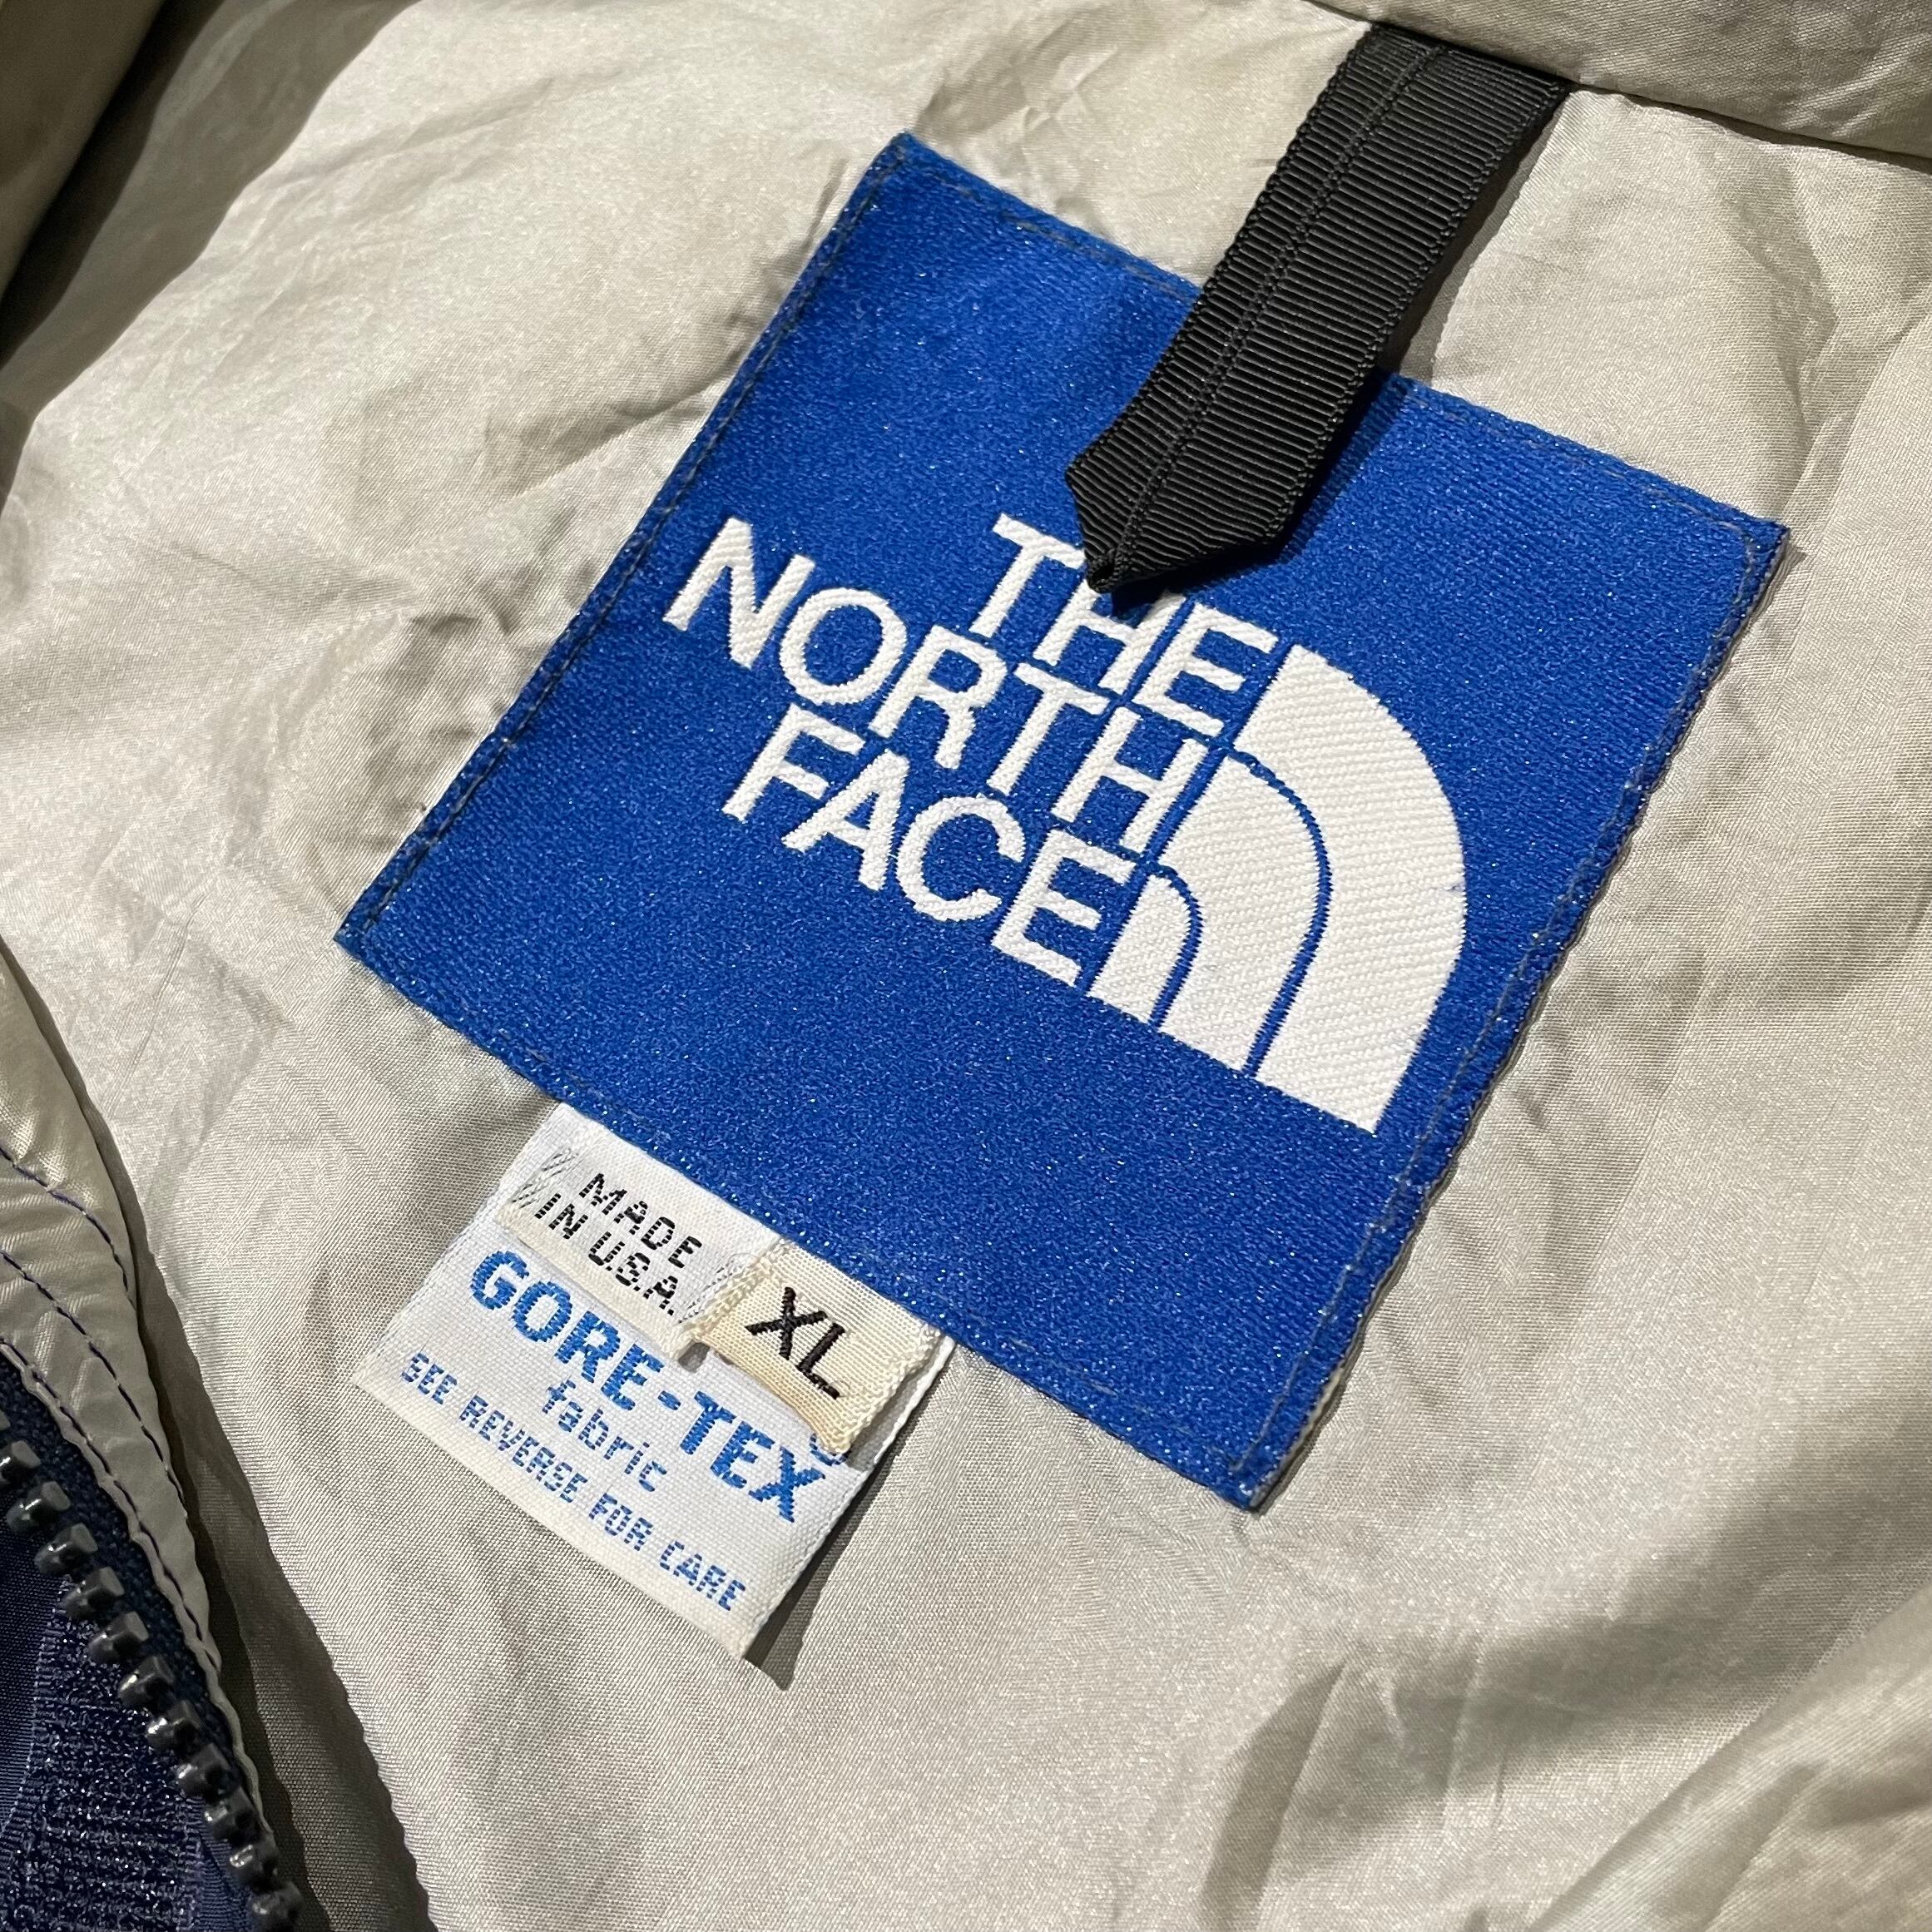 THE
NORTH
FACE
MADE
IN U.S.A.
XL
GORE-TEX®
fabric
SEE REVERSE FOR CARE